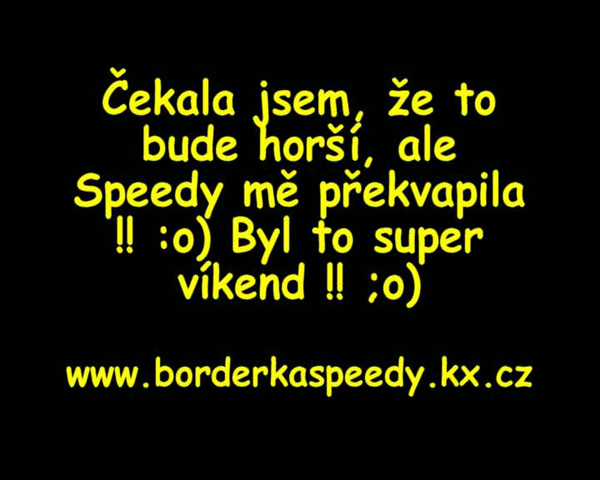 Čekala jsem, že to
bude horší, ale
Speedy mě překvapila
!! :o) Byl to super
víkend !! ;o)
www.borderkaspeedy.kx.cz